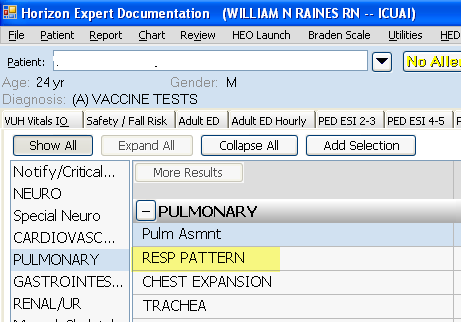 Horizon Expert Documentation (WILLIAM N RAINES RN -- ICUAI)
File Patient Report Chart Review HEO Launch Braden Scale Utilities HED
Patient: . . No Aller
Age: 24 yr Gender: M
Diagnosis: (A) VACCINE TESTS
VUH Vitals IO Safety / Fall Risk Adult ED Adult ED Hourly PED ESI 2-3 PED ESI 4-5
Show All Expand All Collapse All Add Selection
Notify/Critical...
NEURO
Special Neuro
CARDIOVASC...
PULMONARY
GASTROINTES...
RENAL/UR
More Results
PULMONARY
Pulm Asmnt
RESP PATTERN
CHEST EXPANSION
TRACHEA